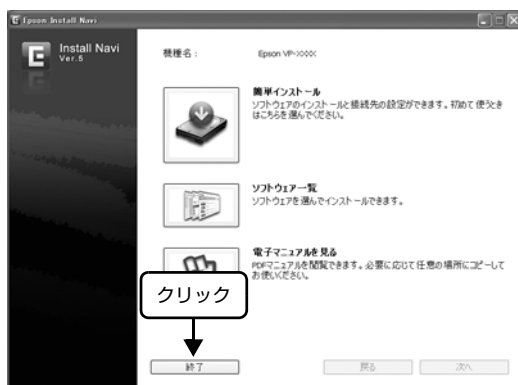 Epson Install Navi
Install Navi
Ver.5
機種名： Epson VP-XXXX
簡単インストール
ソフトウェアのインストールと接続先の設定ができます。初めて使うとき
はこちらを選んでください。
ソフトウェア一覧
ソフトウェアを選んでインストールできます。
電子マニュアルを見る
PDFマニュアルを閲覧できます。必要に応じて任意の場所にコピーして
お使いください。
クリック
終了
戻る
次へ